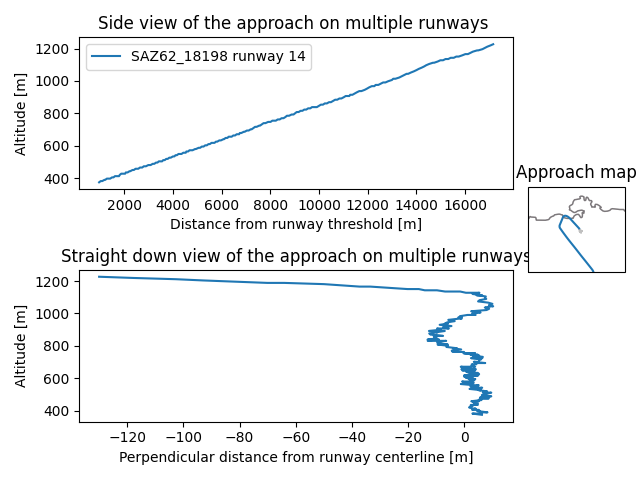 Side view of the approach on multiple runways
1200
1000
800
600
400
Altitude [m]
SAZ62_18198 runway 14
2000 4000 6000 8000 10000 12000 14000 16000
Distance from runway threshold [m]
Approach map
Straight down view of the approach on multiple runways
1200
1000
800
600
400
Altitude [m]
−120 −100 −80 −60 −40 −20 0
Perpendicular distance from runway centerline [m]